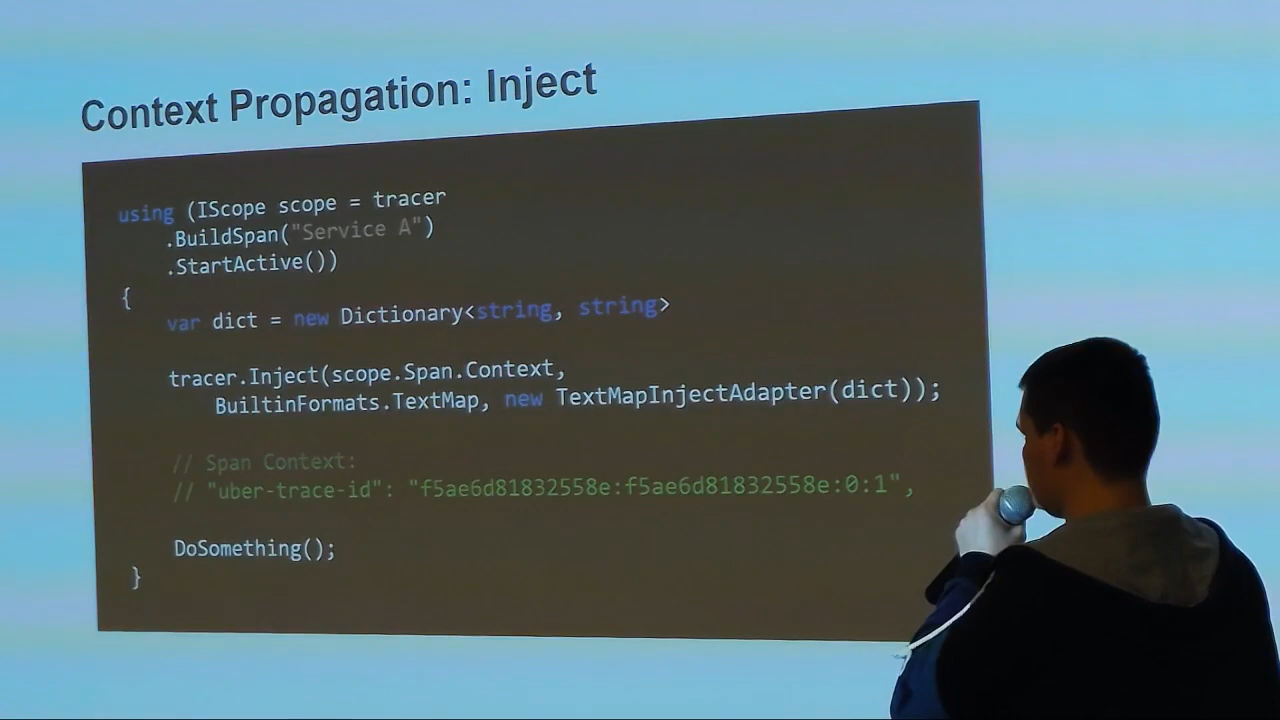 Context Propagation: Inject
using (IScope scope = tracer
.BuildSpan("Service A")
.StartActive())
{
var dict = new Dictionary<string, string>
tracer.Inject(scope.Span.Context,
BuiltinFormats.TextMap, new TextMapInjectAdapter(dict));
// Span Context:
// "uber-trace-id": "f5ae6d81832558e:f5ae6d81832558e:0:1",
DoSomething();
}